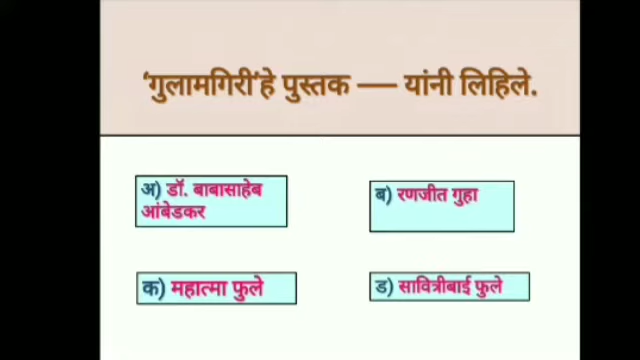 ‘गुलामगिरी’हे पुस्तक —– यांनी लिहिले.
अ) डॉ. बाबासाहेब
आंबेडकर
ब) रणजीत गुहा
क) महात्मा फुले
ड) सावित्रीबाई फुले